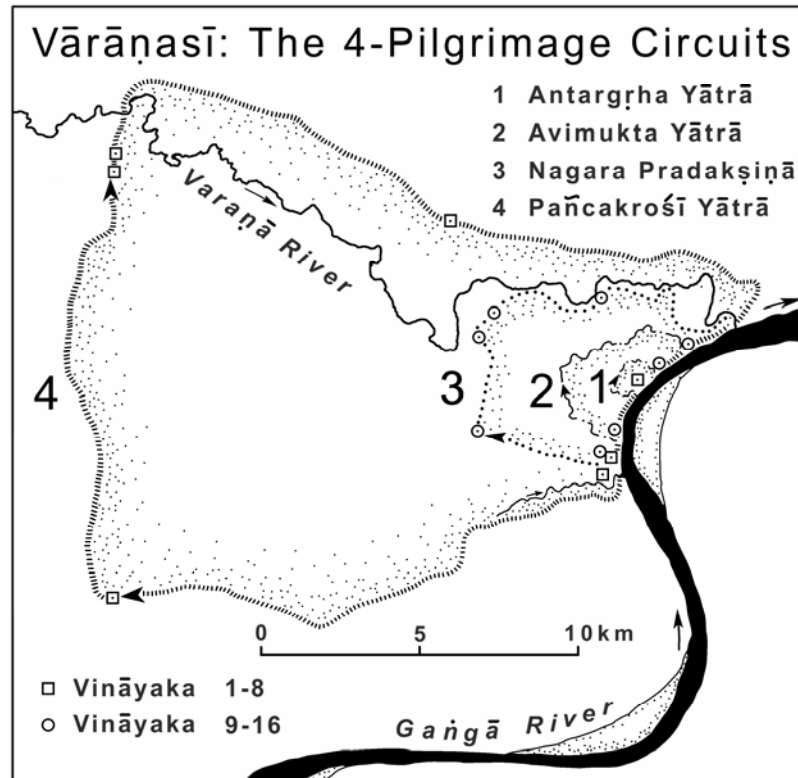 Vārāṇasī: The 4-Pilgrimage Circuits
1 Antargṛha Yātrā
2 Avimukta Yātrā
3 Nagara Pradakṣiṇā
4 Pañcakrośī Yātrā
Varaṇā River
4
3
2
1
0 5 10km
Vināyaka 1-8
Vināyaka 9-16
Gaṅgā River